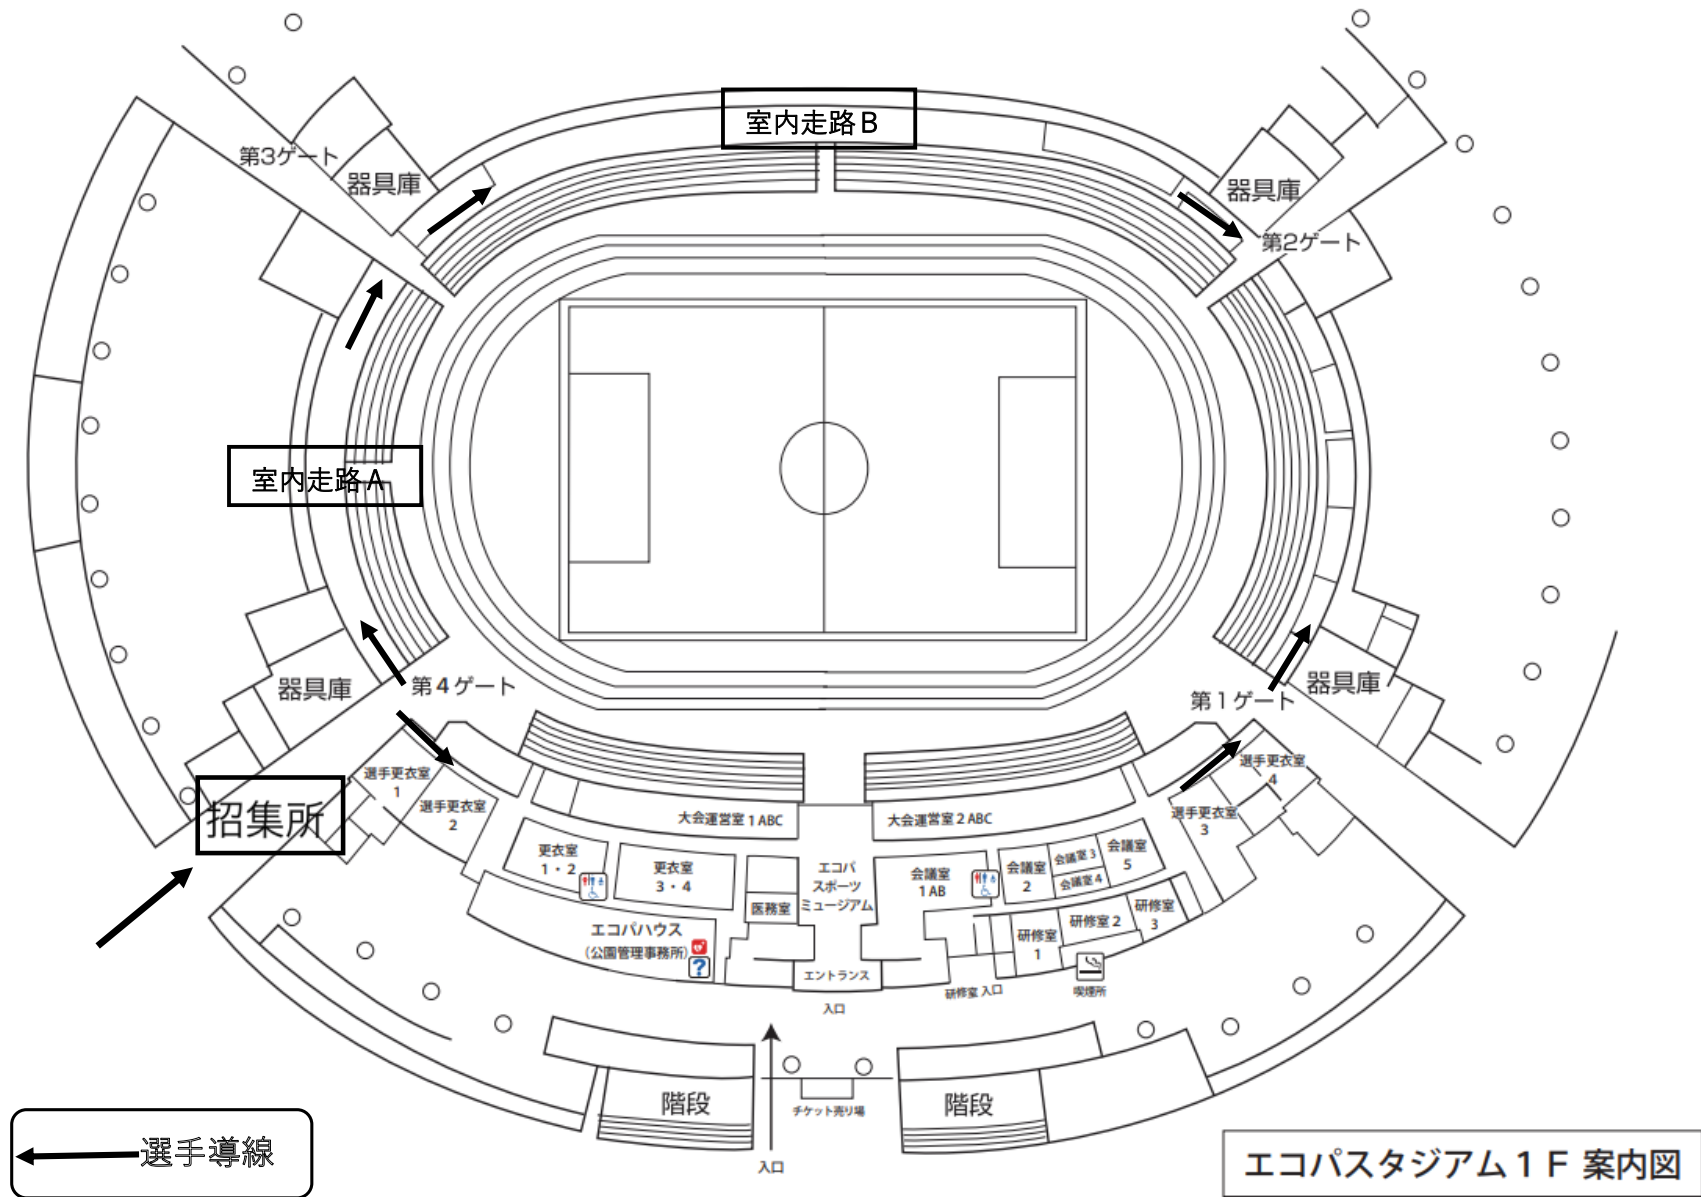 室内走路B
第3ゲート
器具庫
器具庫
第2ゲート
室内走路A
器具庫
第4ゲート
第1ゲート
器具庫
招集所
選手更衣室
1
選手更衣室
2
大会運営室1 ABC
大会運営室2 ABC
選手更衣室
3
選手更衣室
4
更衣室
1・2
更衣室
3・4
医務室
エコパ
スポーツ
ミュージアム
会議室
1 AB
会議室
2
会議室3
会議室4
会議室
5
エコパハウス
(公園管理事務所)
?
エントランス
入口
研修室
1
研修室2
研修室
3
研修室 入口
喫煙所
階段
階段
チケット売り場
入口
選手導線
エコパスタジアム1F 案内図